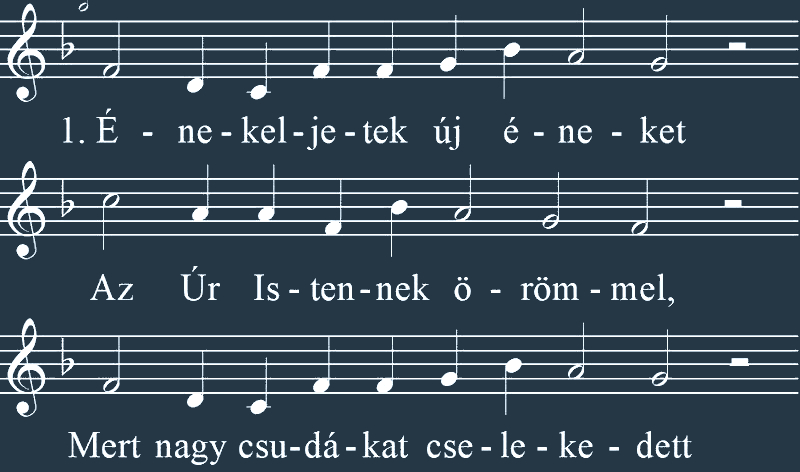 1. É - ne - kel - je - tek új é - ne - ket
Az Úr Is - ten - nek ö - röm - mel,
Mert nagy csu - dá - kat cse - le - ke - dett